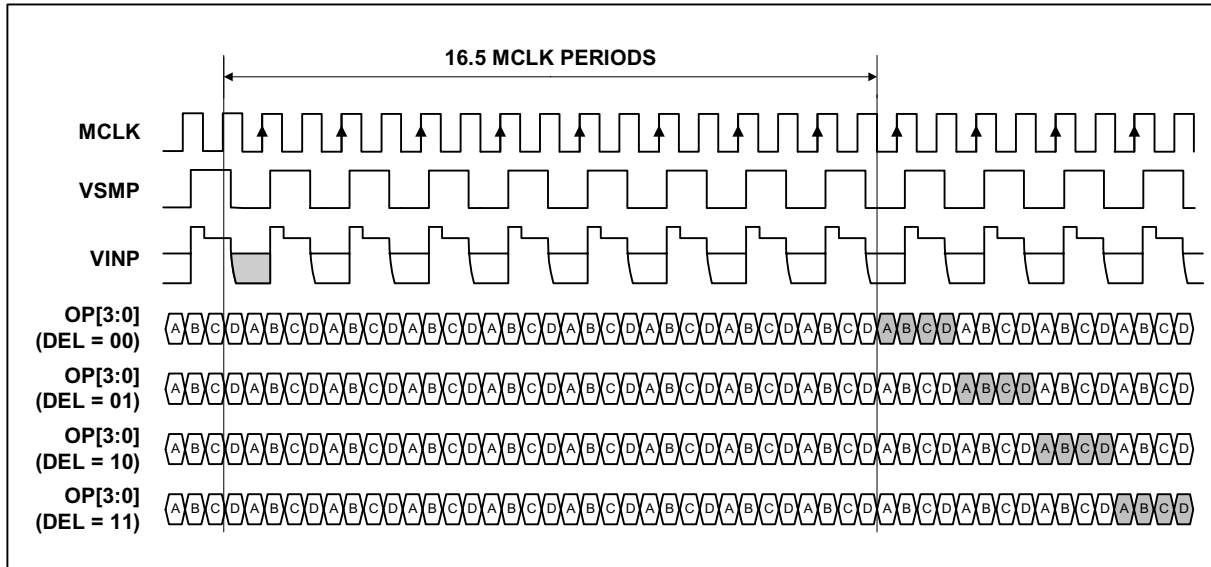 16.5 MCLK PERIODS
MCLK
VSMP
VINP
OP[3:0]
(DEL = 00)
A B C D A B C D A B C D A B C D A B C D A B C D A B C D A B C D A B C D A B C D A B C D A B C D A B C D
OP[3:0]
(DEL = 01)
A B C D A B C D A B C D A B C D A B C D A B C D A B C D A B C D A B C D A B C D A B C D A B C D A B C D
OP[3:0]
(DEL = 10)
A B C D A B C D A B C D A B C D A B C D A B C D A B C D A B C D A B C D A B C D A B C D A B C D A B C D
OP[3:0]
(DEL = 11)
A B C D A B C D A B C D A B C D A B C D A B C D A B C D A B C D A B C D A B C D A B C D A B C D A B C D